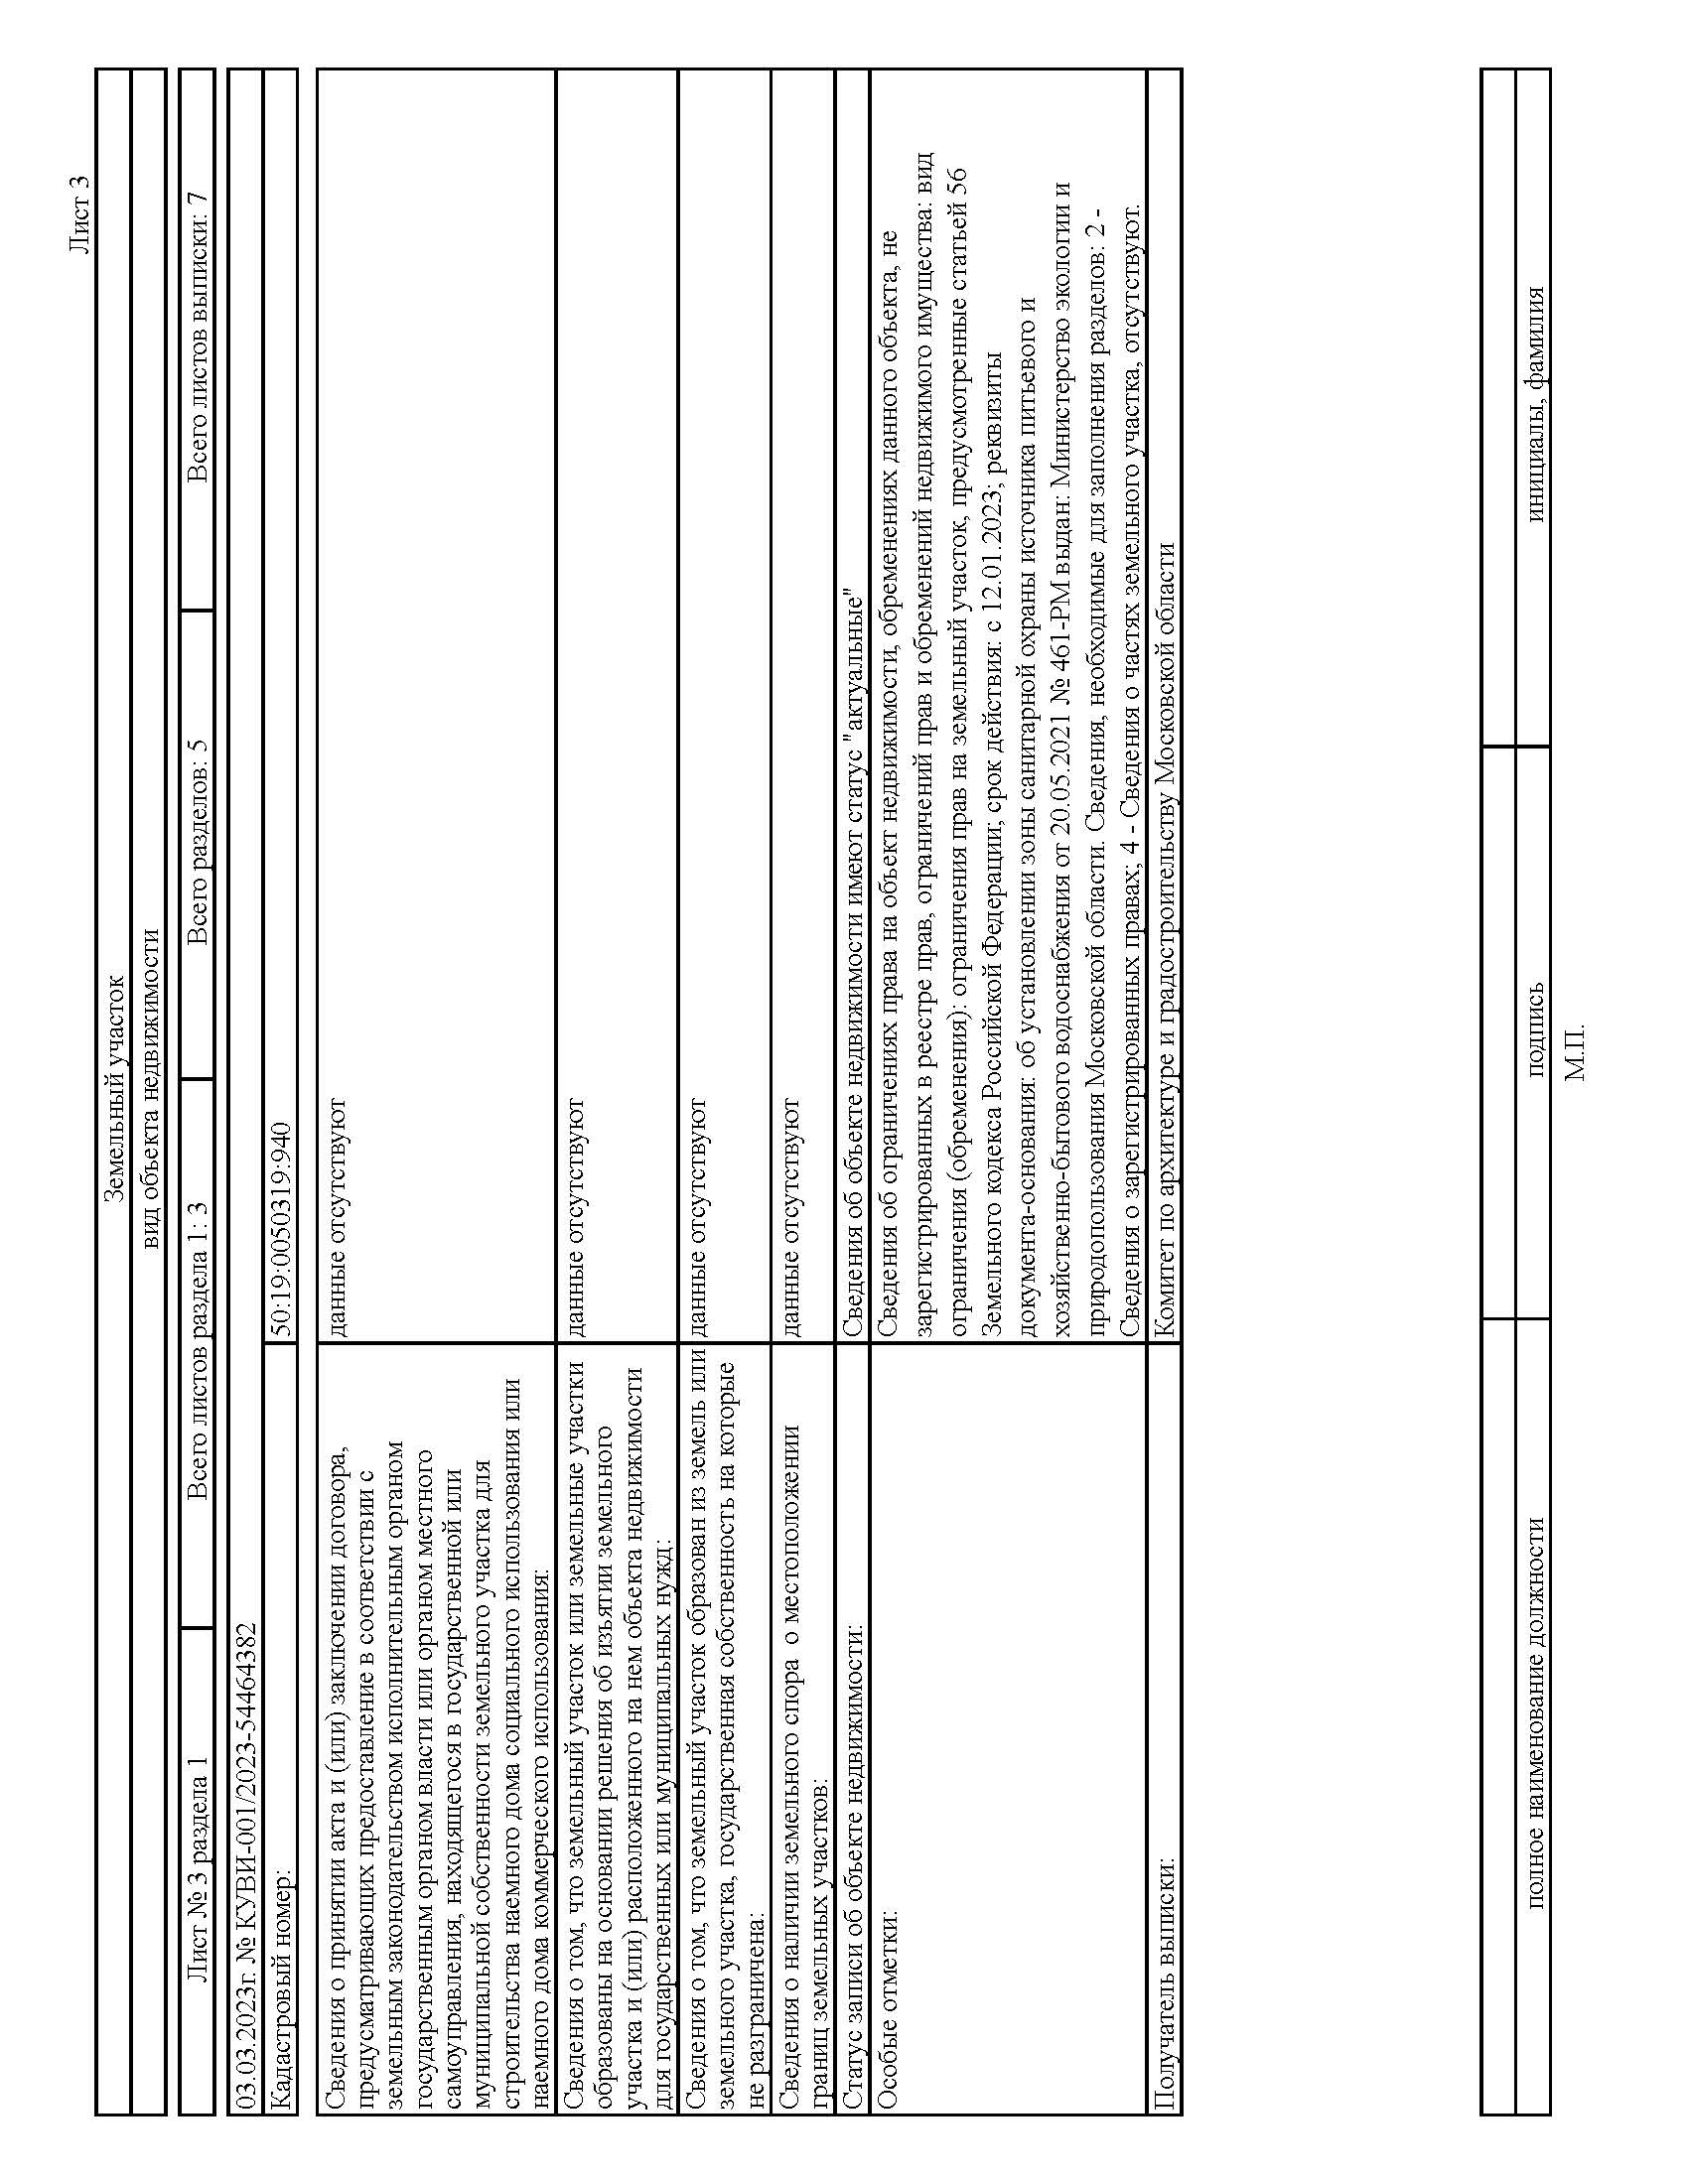 Лист 3
Земельный участок
вид объекта недвижимости
Лист № 3 раздела 1
Всего листов раздела 1: 3
Всего разделов: 5
Всего листов выписки: 7
03.03.2023г. № КУВИ-001/2023-54464382
Кадастровый номер:
50:19:0050319:940
Сведения о принятии акта и (или) заключении договора,
предусматривающих предоставление в соответствии с
земельным законодательством исполнительным органом
государственным органом власти или органом местного
самоуправления, находящегося в государственной или
муниципальной собственности земельного участка для
строительства наемного дома социального использования или
наемного дома коммерческого использования:
данные отсутствуют
Сведения о том, что земельный участок или земельные участки
образованы на основании решения об изъятии земельного
участка и (или) расположенного на нем объекта недвижимости
для государственных или муниципальных нужд:
данные отсутствуют
Сведения о том, что земельный участок образован из земель или
земельного участка, государственная собственность на которые
не разграничена:
данные отсутствуют
Сведения о наличии земельного спора о местоположении
границ земельных участков:
данные отсутствуют
Статус записи об объекте недвижимости:
Сведения об объекте недвижимости имеют статус "актуальные"
Особые отметки:
Сведения об ограничениях права на объект недвижимости, обременениях данного объекта, не
зарегистрированных в реестре прав, ограничений прав и обременений недвижимого имущества: вид
ограничения (обременения): ограничения прав на земельный участок, предусмотренные статьей 56
Земельного кодекса Российской Федерации; срок действия: с 12.01.2023; реквизиты
документа-основания: об установлении зоны санитарной охраны источника питьевого и
хозяйственно-бытового водоснабжения от 20.05.2021 № 461-РМ выдан: Министерство экологии и
природопользования Московской области. Сведения, необходимые для заполнения разделов: 2 -
Сведения о зарегистрированных правах; 4 - Сведения о частях земельного участка, отсутствуют.
Получатель выписки:
Комитет по архитектуре и градостроительству Московской области
полное наименование должности
подпись
инициалы, фамилия
М.П.